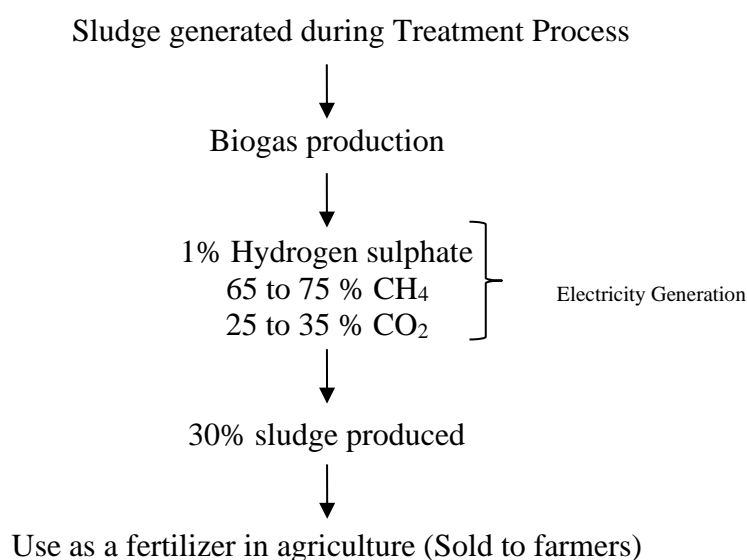 Sludge generated during Treatment Process
Biogas production
1% Hydrogen sulphate
65 to 75 % CH₄
25 to 35 % CO₂
Electricity Generation
30% sludge produced
Use as a fertilizer in agriculture (Sold to farmers)